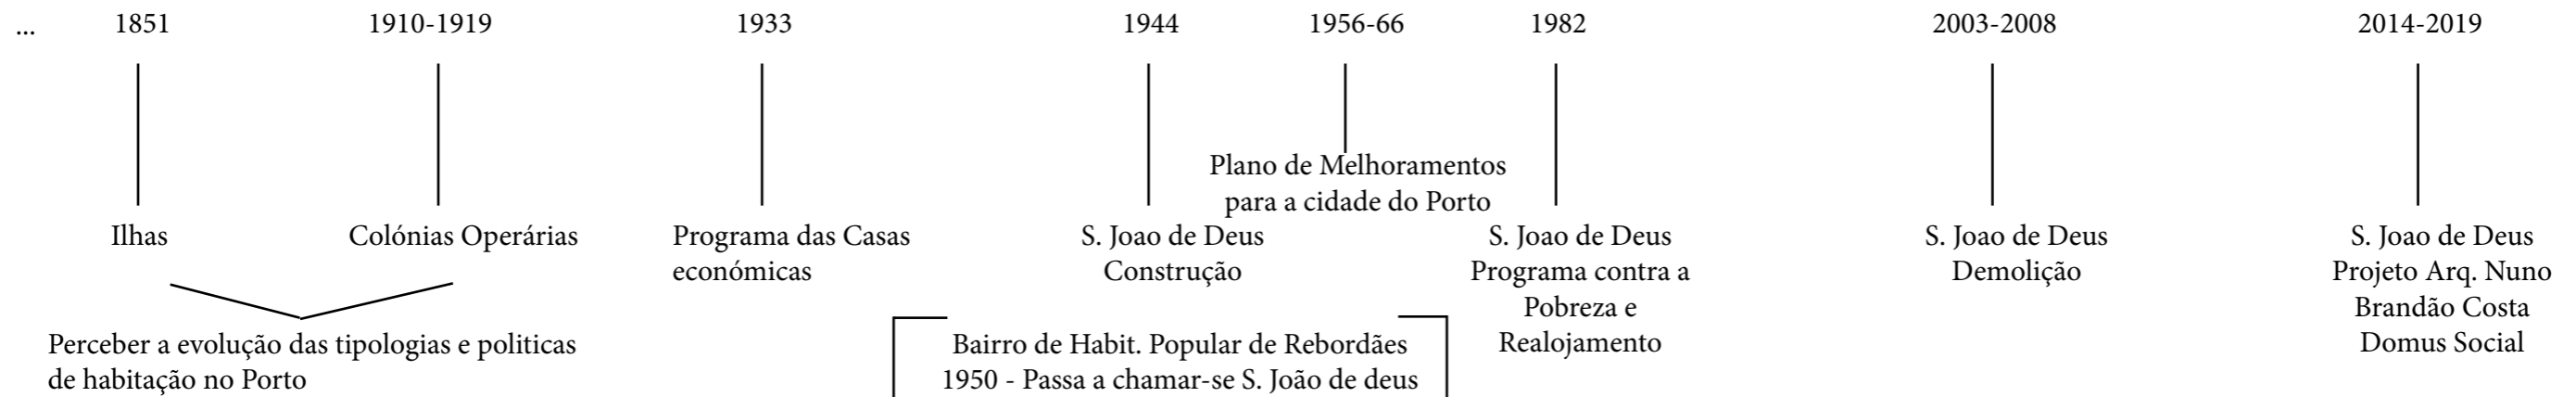 ...
1851
1910-1919
1933
1944
1956-66
1982
2003-2008
2014-2019
Plano de Melhoramentos
para a cidade do Porto
Ilhas
Colónias Operárias
Programa das Casas
económicas
S. Joao de Deus
Construção
S. Joao de Deus
Programa contra a
Pobreza e
Realojamento
S. Joao de Deus
Demolição
S. Joao de Deus
Projeto Arq. Nuno
Brandão Costa
Domus Social
Perceber a evolução das tipologias e politicas
de habitação no Porto
Bairro de Habit. Popular de Rebordães
1950 - Passa a chamar-se S. João de deus